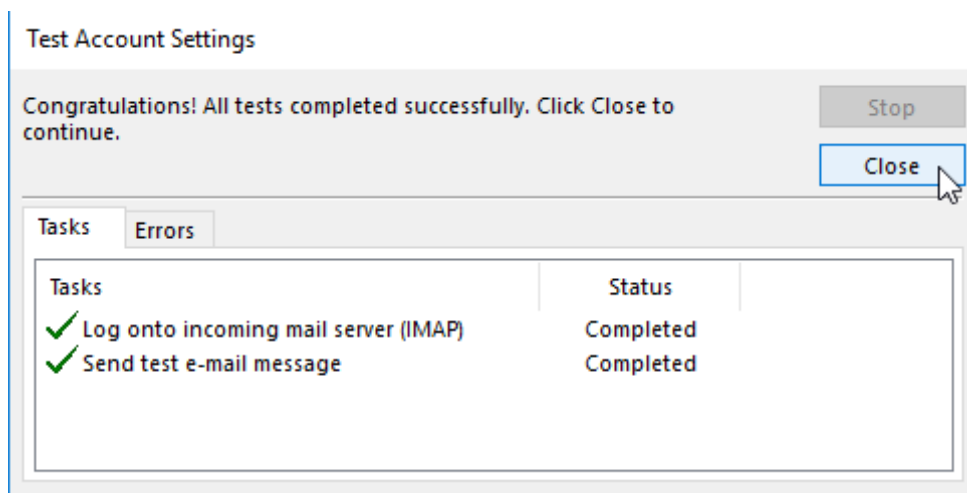 Test Account Settings
Congratulations! All tests completed successfully. Click Close to
continue.
Stop
Close
Tasks
Errors
Tasks Status
Log onto incoming mail server (IMAP) Completed
Send test e-mail message Completed